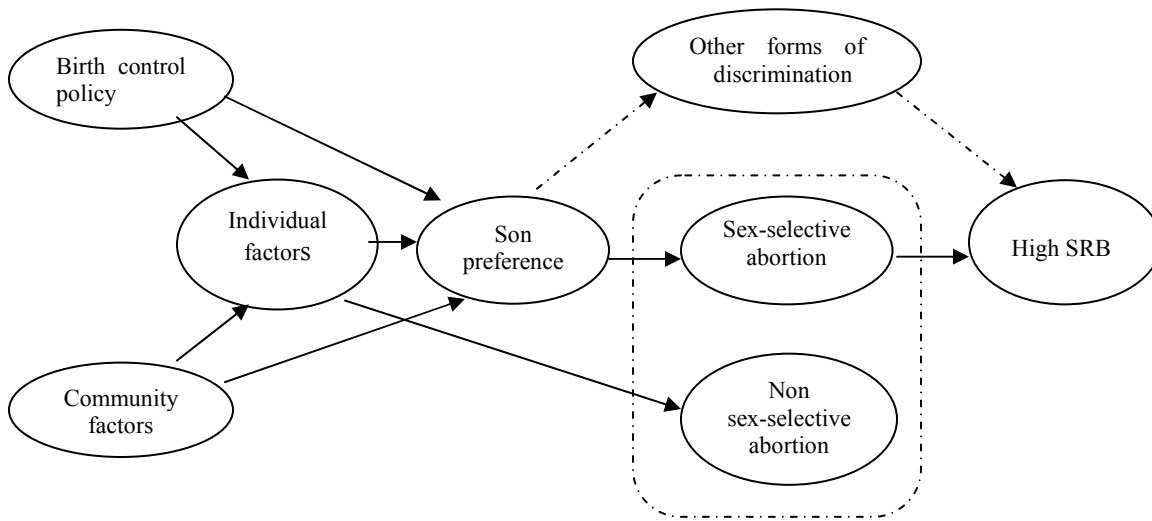 Birth control
policy
Other forms of
discrimination
Individual
factors
Son
preference
Sex-selective
abortion
High SRB
Community
factors
Non
sex-selective
abortion